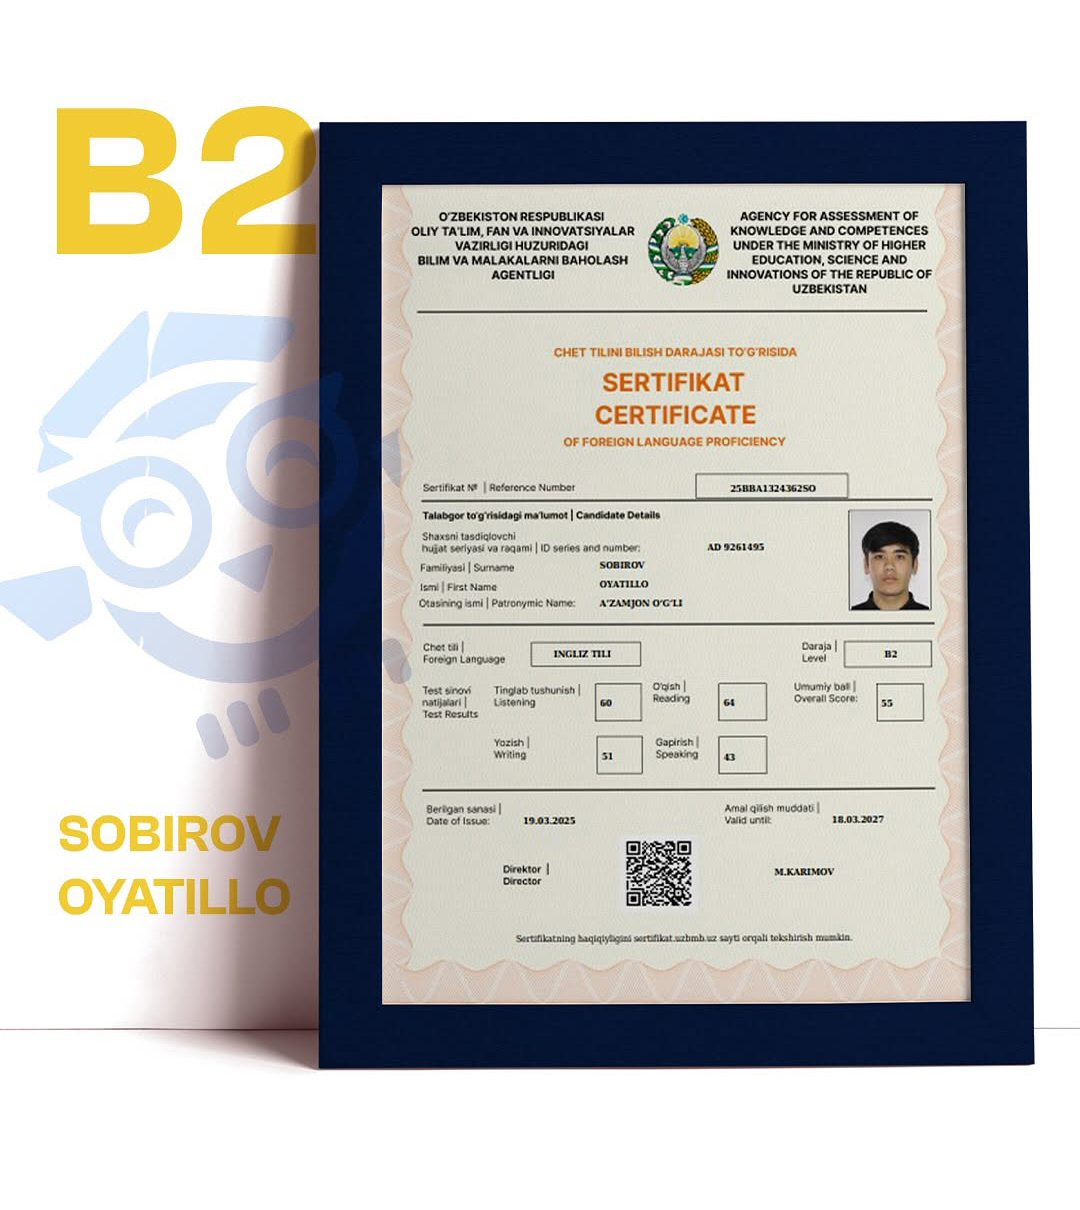 B2
SOBIROV
OYATILLO
O'ZBEKISTON RESPUBLIKASI
OLIY TA'LIM, FAN VA INNOVATSIYALAR
VAZIRLIGI HUZURIDAGI
BILIM VA MALAKALARNI BAHOLASH
AGENTLIGI
AGENCY FOR ASSESSMENT OF
KNOWLEDGE AND COMPETENCES
UNDER THE MINISTRY OF HIGHER
EDUCATION, SCIENCE AND
INNOVATIONS OF THE REPUBLIC OF
UZBEKISTAN
CHET TILINI BILISH DARAJASI TO'G'RISIDA
SERTIFIKAT
CERTIFICATE
OF FOREIGN LANGUAGE PROFICIENCY
Sertifikat № | Reference Number 25BBA1324362SO
Talabgor to'g'risidagi ma'lumot | Candidate Details
Shaxsni tasdiqlovchi
hujjat seriyasi va raqami | ID series and number: AD 9261495
Familiyasi | Surname SOBIROV
Ismi | First Name OYATILLO
Otasining ismi | Patronymic Name: A'ZAMJON O'G'LI
Chet tili |
Foreign Language
INGLIZ TILI
Daraja |
Level
B2
Test sinovi
natijalari |
Test Results
Tinglab tushunish |
Listening
60
O'qish |
Reading
64
Umumiy ball |
Overall Score:
55
Yozish |
Writing
51
Gapirish |
Speaking
43
Berilgan sanasi |
Date of Issue: 19.03.2025
Amal qilish muddati |
Valid until: 18.03.2027
Direktor |
Director
M.KARIMOV
Sertifikatning haqiqiyligini sertifikat.uzbmb.uz sayti orqali tekshirish mumkin.